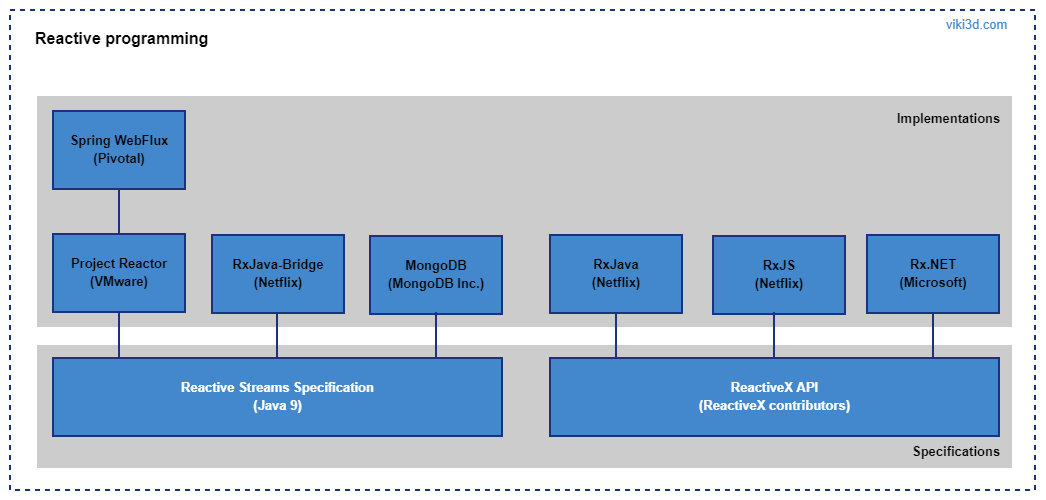 viki3d.com
Reactive programming
Implementations
Spring WebFlux
(Pivotal)
Project Reactor
(VMware)
RxJava-Bridge
(Netflix)
MongoDB
(MongoDB Inc.)
RxJava
(Netflix)
RxJS
(Netflix)
Rx.NET
(Microsoft)
Reactive Streams Specification
(Java 9)
ReactiveX API
(ReactiveX contributors)
Specifications